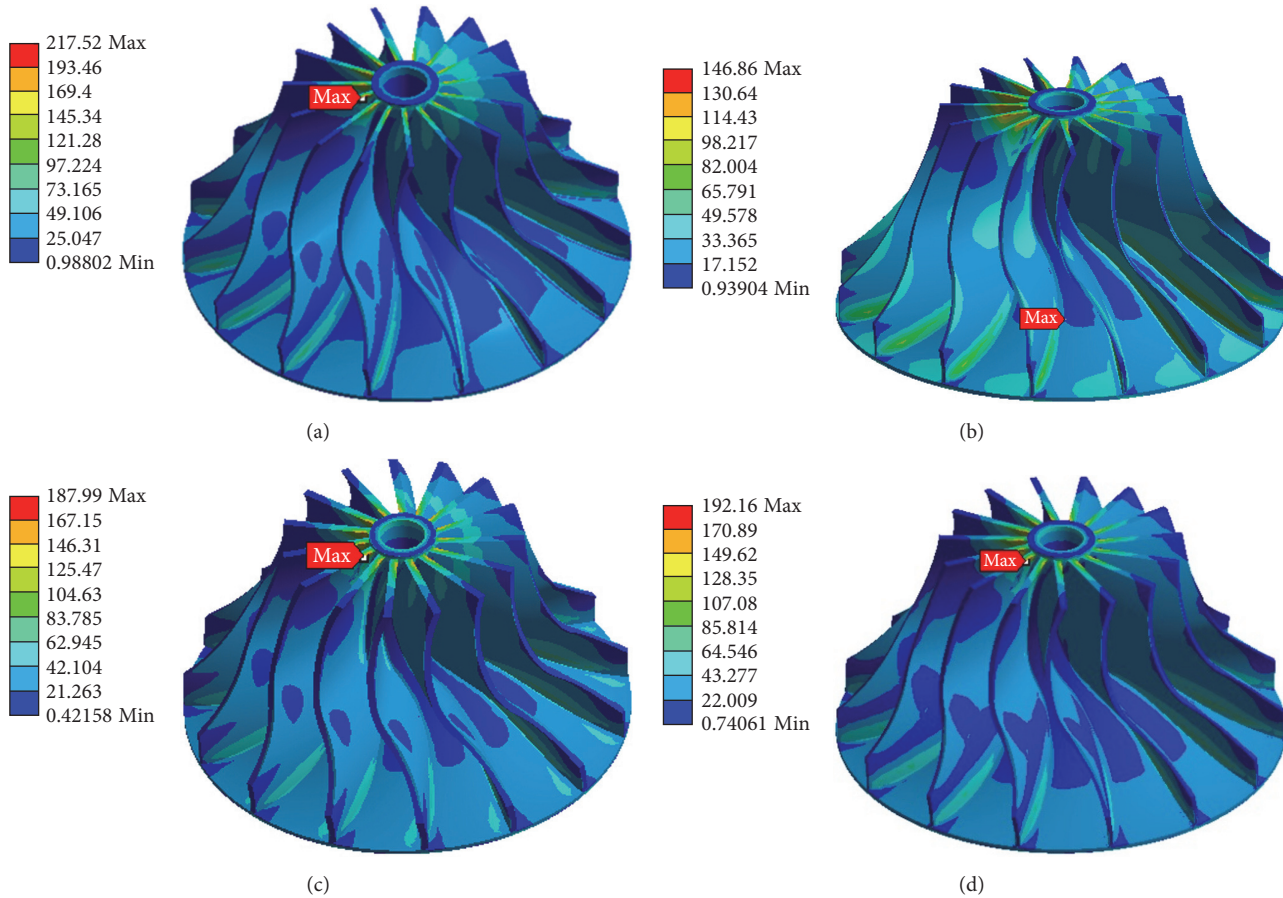 217.52 Max
193.46
169.4
145.34
121.28
97.224
73.165
49.106
25.047
0.98802 Min
Max
(a)
146.86 Max
130.64
114.43
98.217
82.004
65.791
49.578
33.365
17.152
0.93904 Min
Max
(b)
187.99 Max
167.15
146.31
125.47
104.63
83.785
62.945
42.104
21.263
0.42158 Min
Max
(c)
192.16 Max
170.89
149.62
128.35
107.08
85.814
64.546
43.277
22.009
0.74061 Min
Max
(d)